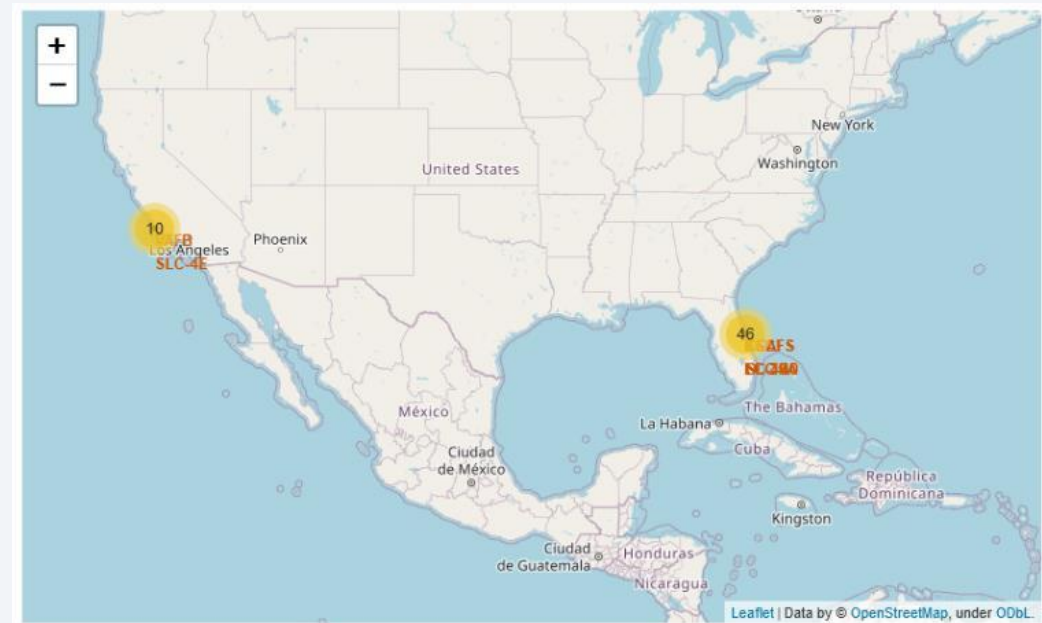 +
−
New York
Washington
United States
10
Los Angeles
SLC-4E
Phoenix
46
México
Ciudad
de México
La Habana
The Bahamas
Cuba
República
Dominicana
Kingston
Ciudad
de Guatemala
Honduras
Nicaragua
Leaflet | Data by © OpenStreetMap, under ODbL.